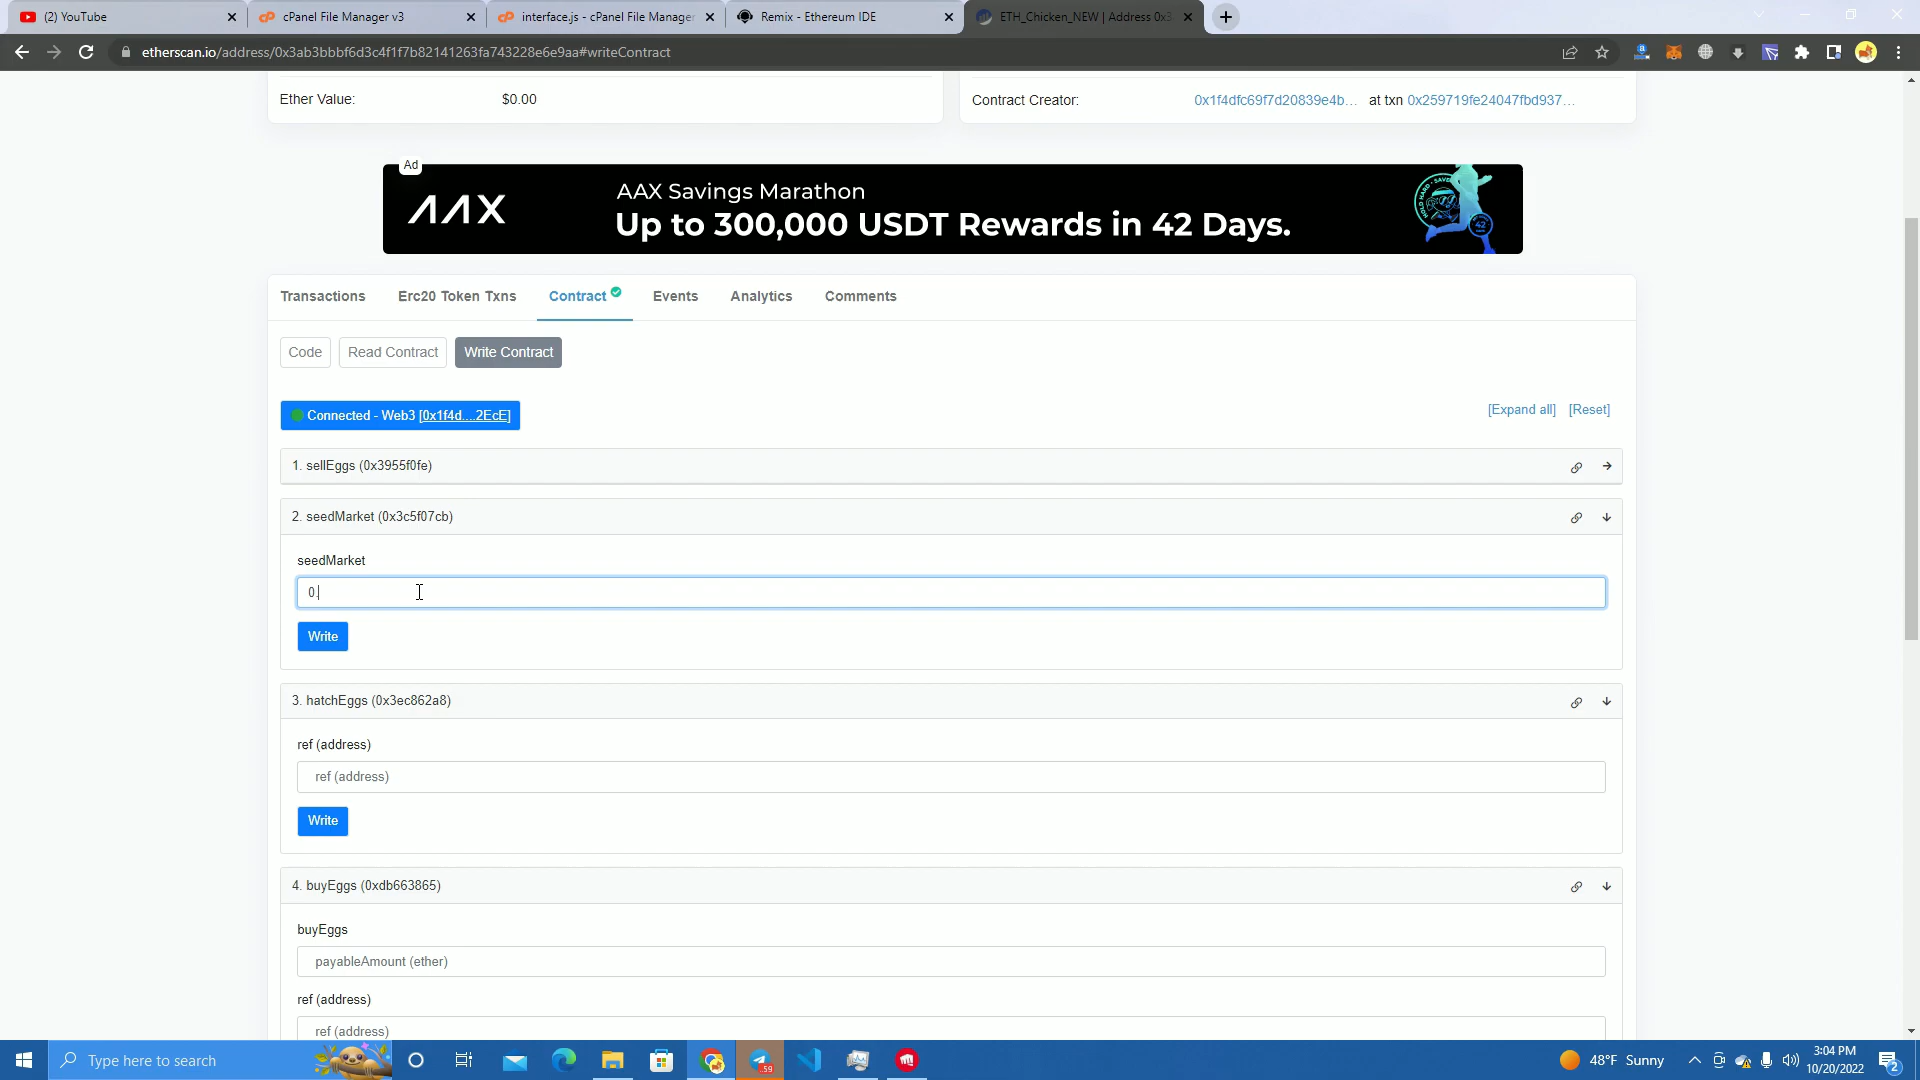 (2) YouTube
cPanel File Manager v3
interface.js - cPanel File Manager
Remix - Ethereum IDE
ETH_Chicken_NEW | Address 0x3
etherscan.io/address/0x3ab3bbbf6d3c4f1f7b82141263fa743228e6e9aa#writeContract
Ether Value: $0.00
Contract Creator: 0x1f4dfc69f7d20839e4b... at txn 0x259719fe24047fbd937...
Ad
AAX
AAX Savings Marathon
Up to 300,000 USDT Rewards in 42 Days.
42
Transactions Erc20 Token Txns Contract Events Analytics Comments
Code Read Contract Write Contract
Connected - Web3 [0x1f4d....2EcE]
[Expand all] [Reset]
1. sellEggs (0x3955f0fe)
2. seedMarket (0x3c5f07cb)
seedMarket
0.
Write
3. hatchEggs (0x3ec862a8)
ref (address)
ref (address)
Write
4. buyEggs (0xdb663865)
buyEggs
payableAmount (ether)
ref (address)
ref (address)
Type here to search
.59
48°F Sunny
3:04 PM
10/20/2022
2